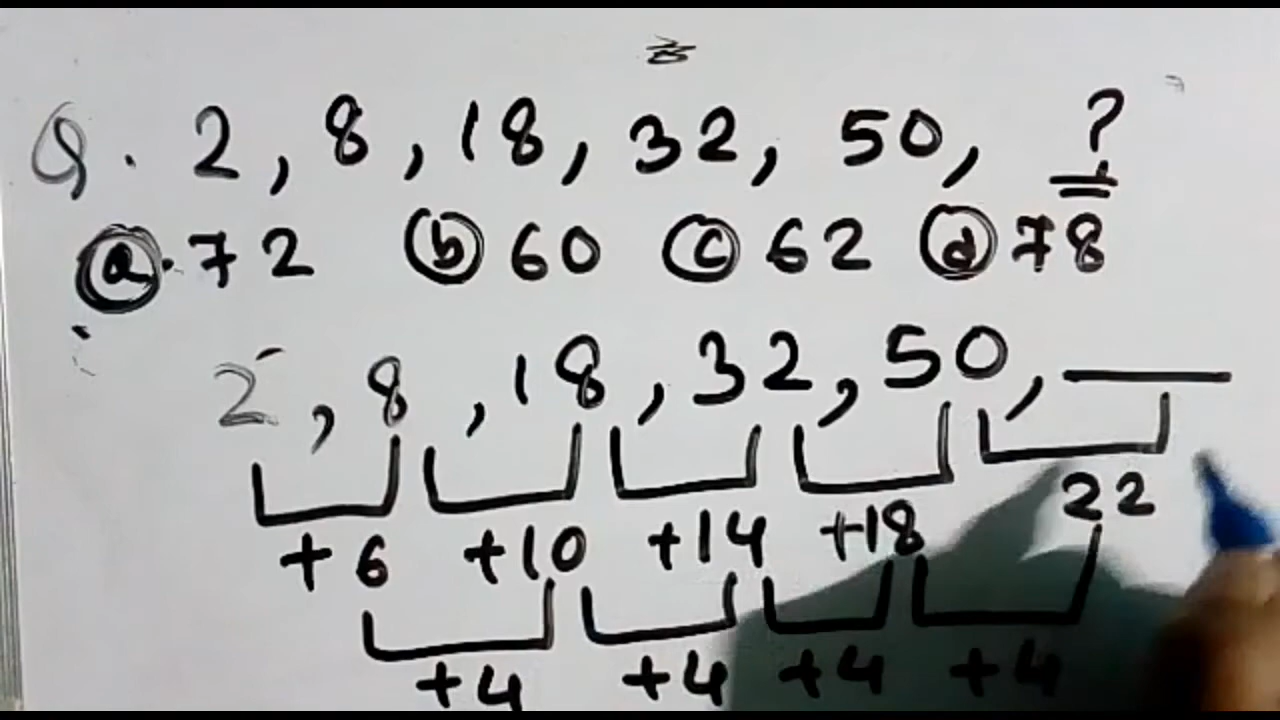 Q. 2, 8, 18, 32, 50, ?
a. 72 b 60 c 62 d 78
2, 8, 18, 32, 50, __
+6 +10 +14 +18 22
+4 +4 +4 +4